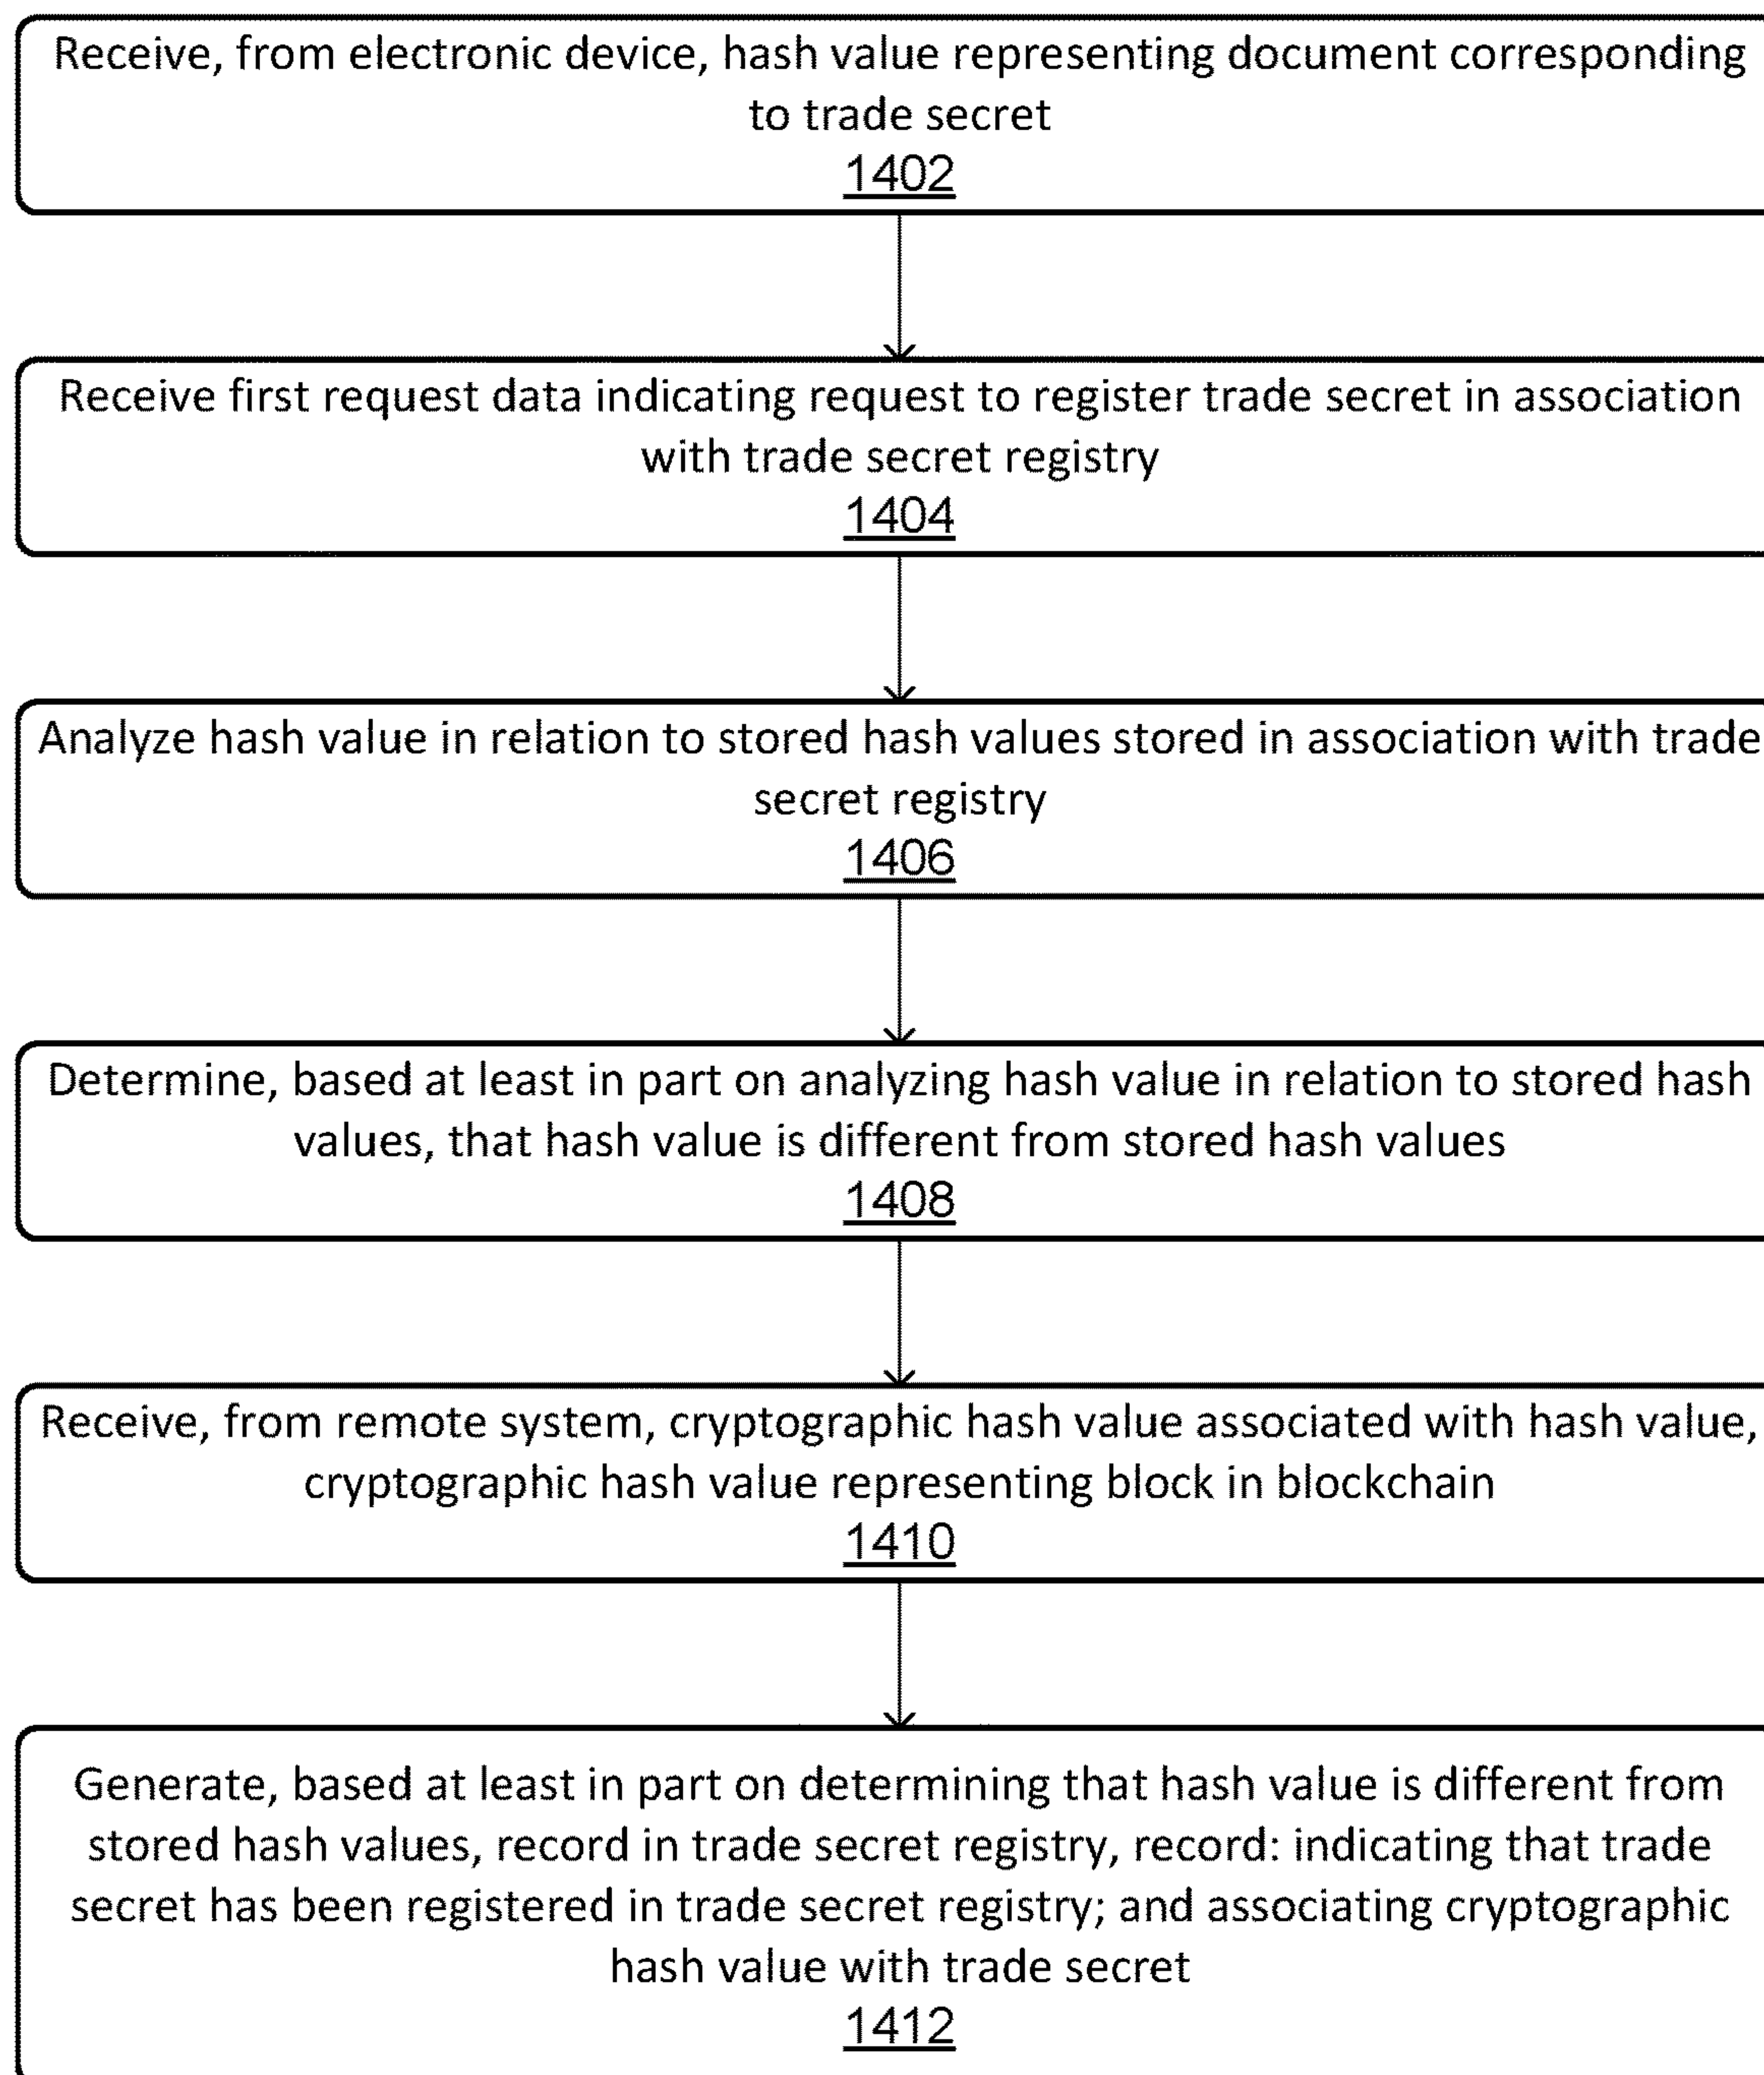 Receive, from electronic device, hash value representing document corresponding
to trade secret
1402
Receive first request data indicating request to register trade secret in association
with trade secret registry
1404
Analyze hash value in relation to stored hash values stored in association with trade
secret registry
1406
Determine, based at least in part on analyzing hash value in relation to stored hash
values, that hash value is different from stored hash values
1408
Receive, from remote system, cryptographic hash value associated with hash value,
cryptographic hash value representing block in blockchain
1410
Generate, based at least in part on determining that hash value is different from
stored hash values, record in trade secret registry, record: indicating that trade
secret has been registered in trade secret registry; and associating cryptographic
hash value with trade secret
1412